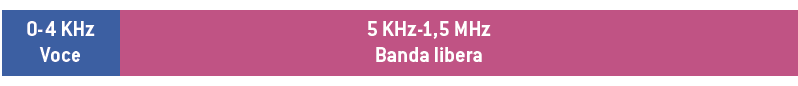 0-4 KHz
Voce
5 KHz-1,5 MHz
Banda libera